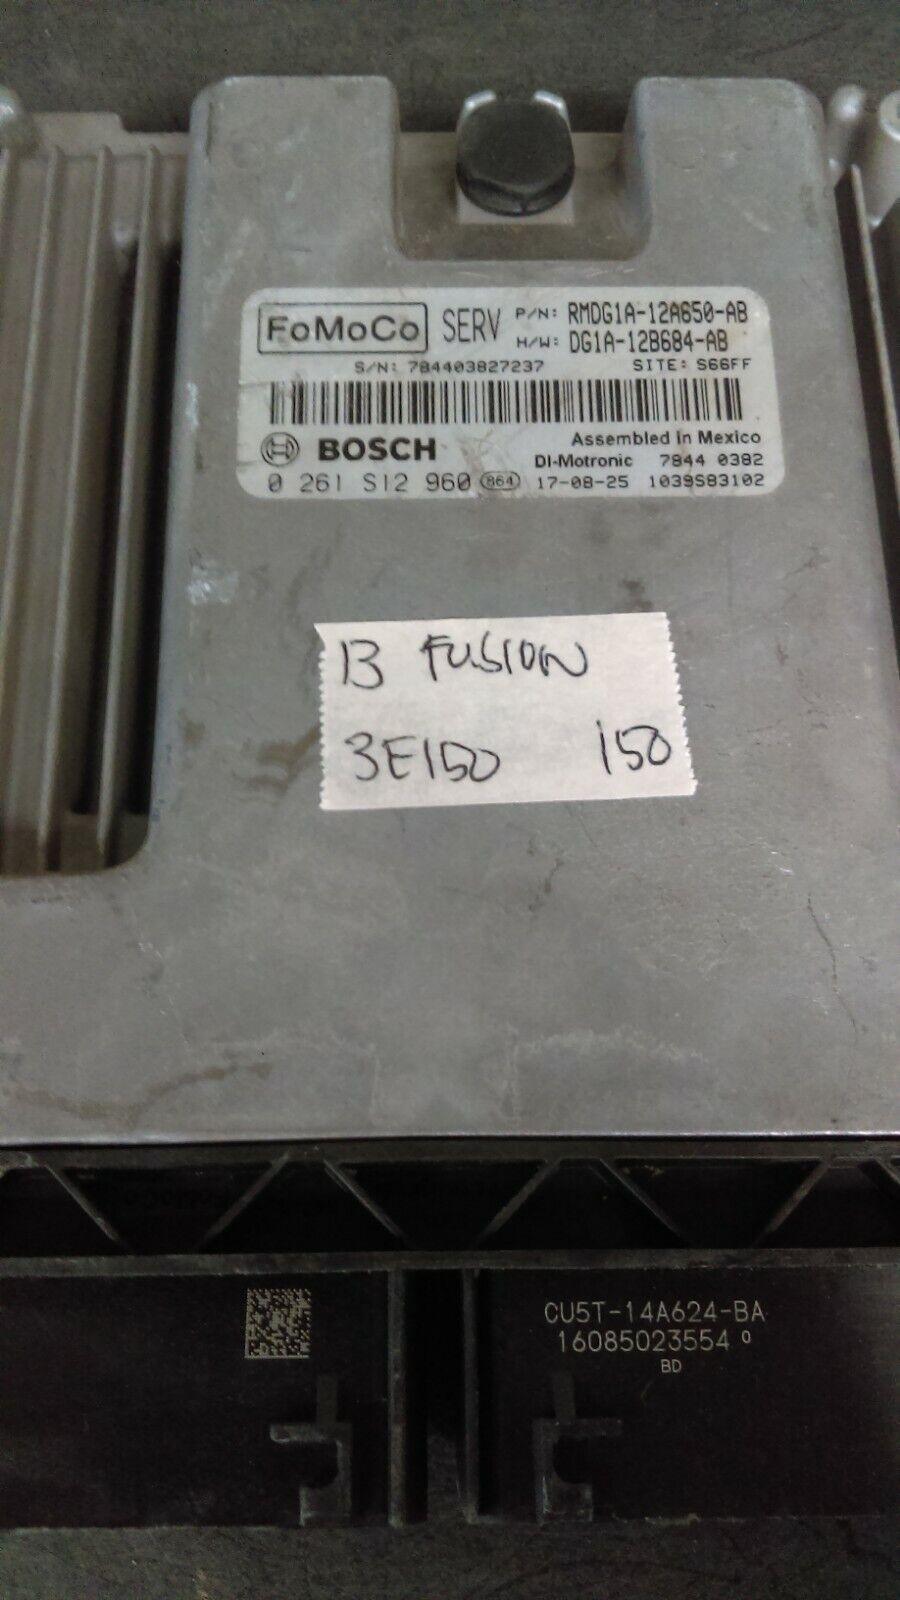 FoMoCo SERV P/N: RMDG1A-12A650-AB
H/W: DG1A-12B684-AB
S/N: 784403827237 SITE: S66FF
BOSCH Assembled in Mexico
DI-Motronic 7844 0382
0 261 S12 960 864 17-08-25 1039S83102
13 FUSION
3E150 150
CU5T-14A624-BA
16085023554 0
BD